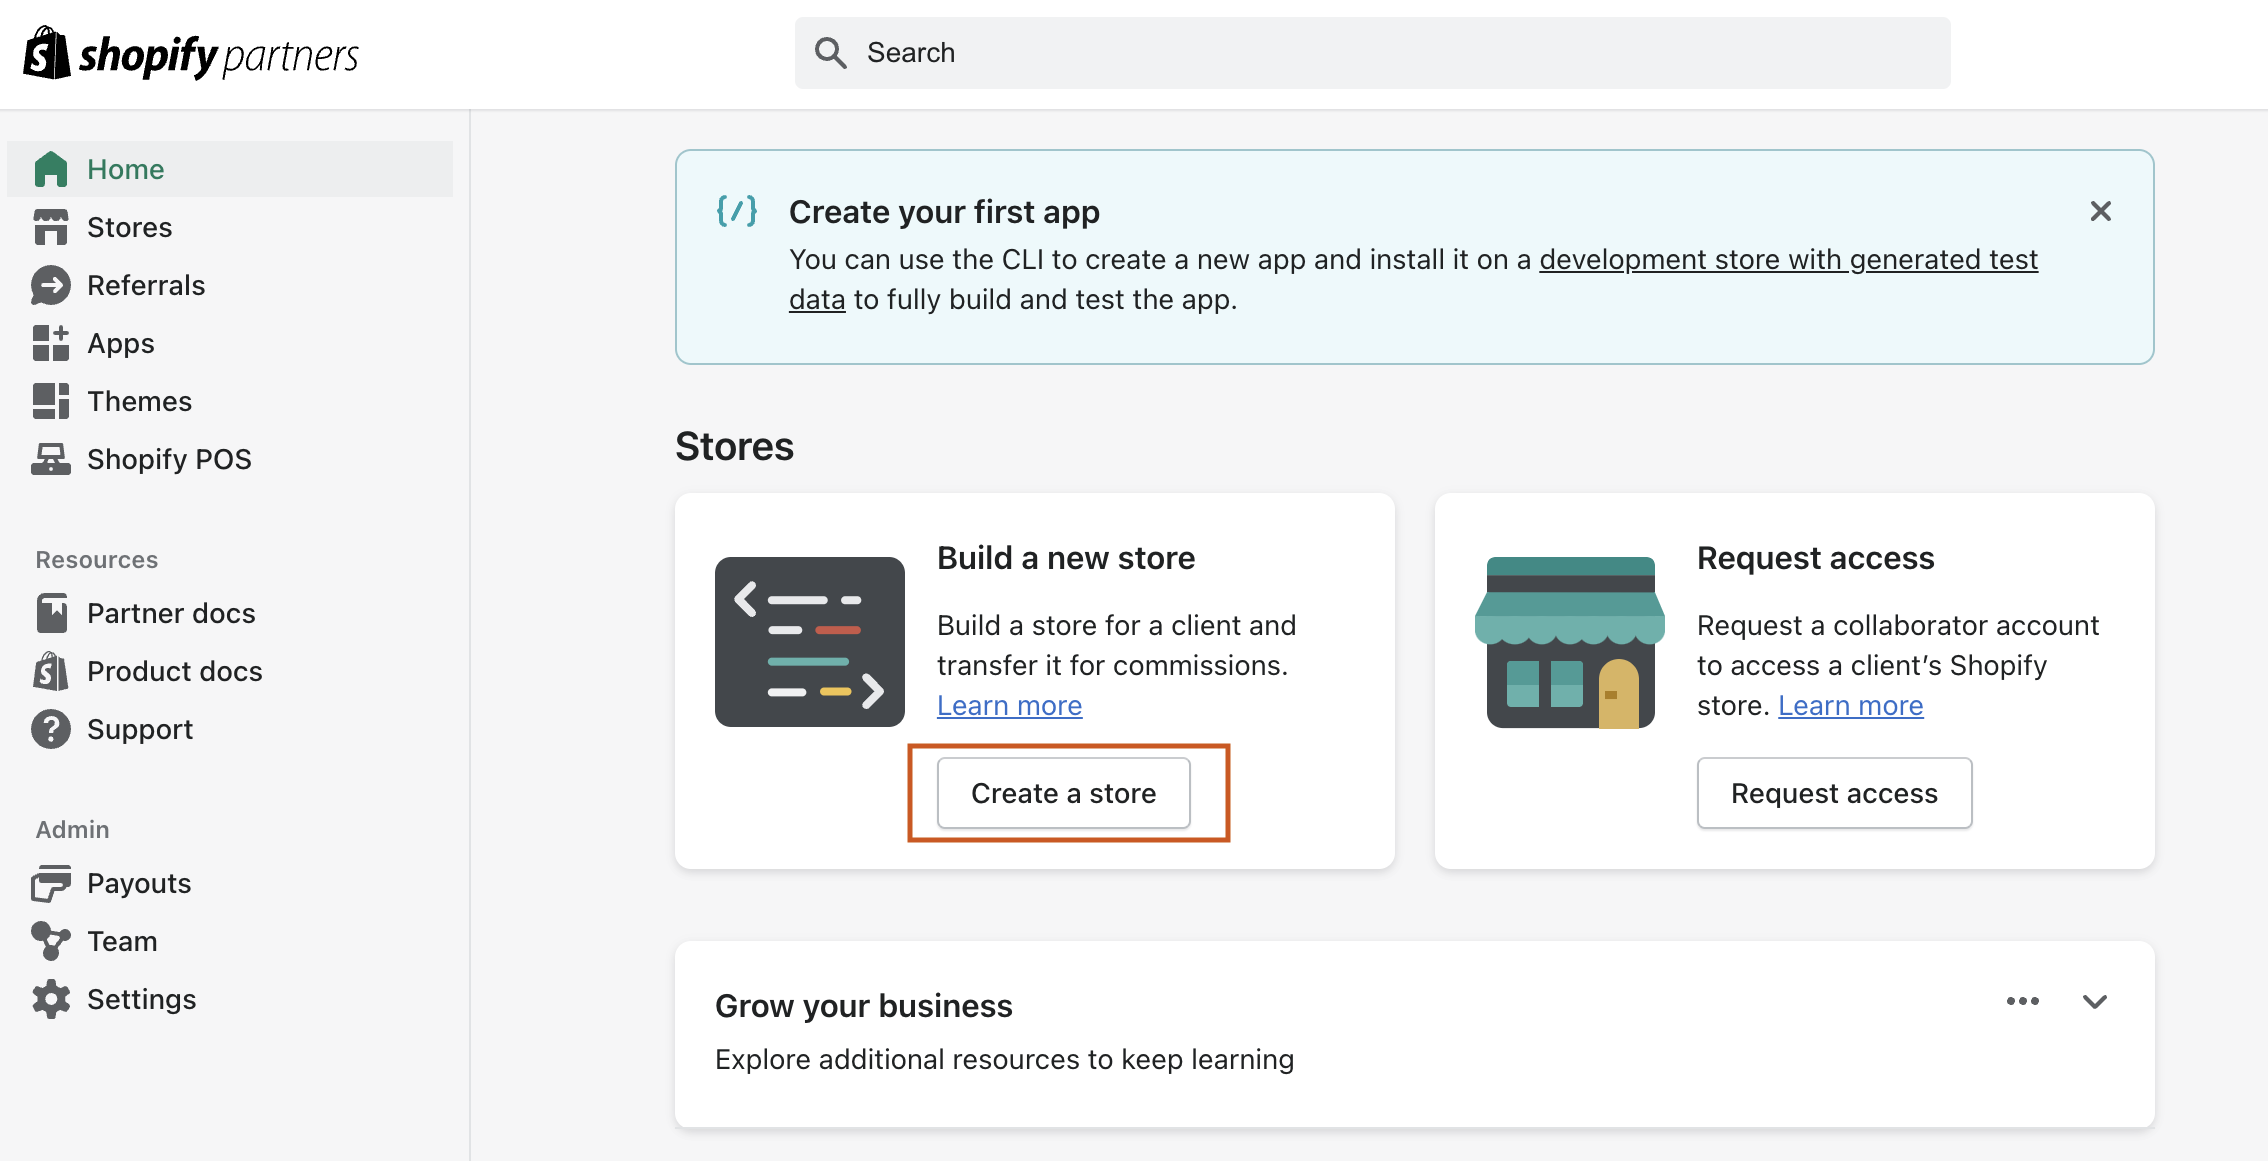 shopify partners
Search
Home
Stores
Referrals
Apps
Themes
Shopify POS
Resources
Partner docs
Product docs
Support
Admin
Payouts
Team
Settings
Create your first app
You can use the CLI to create a new app and install it on a development store with generated test
data to fully build and test the app.
Stores
Build a new store
Build a store for a client and
transfer it for commissions.
Learn more
Create a store
Request access
Request a collaborator account
to access a client’s Shopify
store. Learn more
Request access
Grow your business
Explore additional resources to keep learning